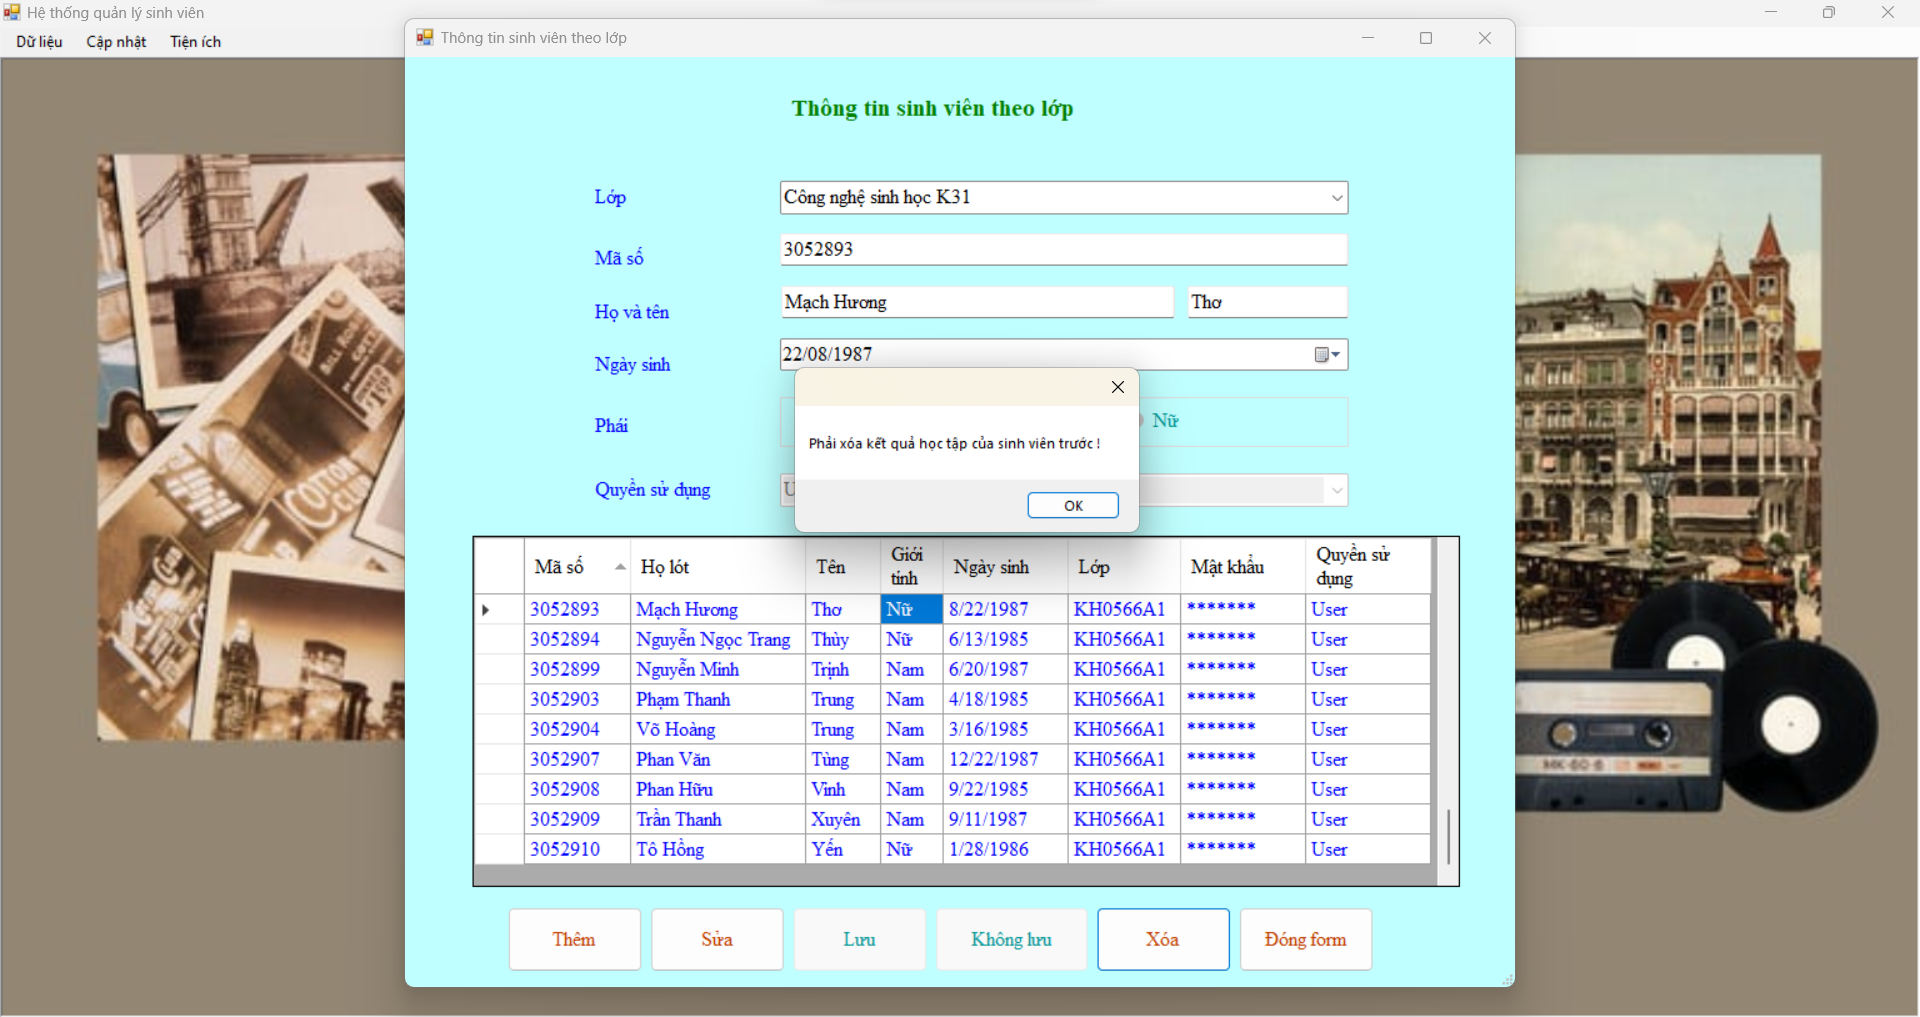 Hệ thống quản lý sinh viên
Dữ liệu Cập nhật Tiện ích
Thông tin sinh viên theo lớp
Thông tin sinh viên theo lớp
Lớp Công nghệ sinh học K31
Mã số 3052893
Họ và tên Mạch Hương Thơ
Ngày sinh 22/08/1987
Phái Nữ
Quyền sử dụng U
Phải xóa kết quả học tập của sinh viên trước !
OK
Mã số Họ lót Tên Giới tính Ngày sinh Lớp Mật khẩu Quyền sử dụng
3052893 Mạch Hương Thơ Nữ 8/22/1987 KH0566A1 ******* User
3052894 Nguyễn Ngọc Trang Thùy Nữ 6/13/1985 KH0566A1 ******* User
3052899 Nguyễn Minh Trịnh Nam 6/20/1987 KH0566A1 ******* User
3052903 Phạm Thanh Trung Nam 4/18/1985 KH0566A1 ******* User
3052904 Võ Hoàng Trung Nam 3/16/1985 KH0566A1 ******* User
3052907 Phan Văn Tùng Nam 12/22/1987 KH0566A1 ******* User
3052908 Phan Hữu Vinh Nam 9/22/1985 KH0566A1 ******* User
3052909 Trần Thanh Xuyên Nam 9/11/1987 KH0566A1 ******* User
3052910 Tô Hồng Yến Nữ 1/28/1986 KH0566A1 ******* User
Thêm Sửa Lưu Không lưu Xóa Đóng form
COTTON
CLUB